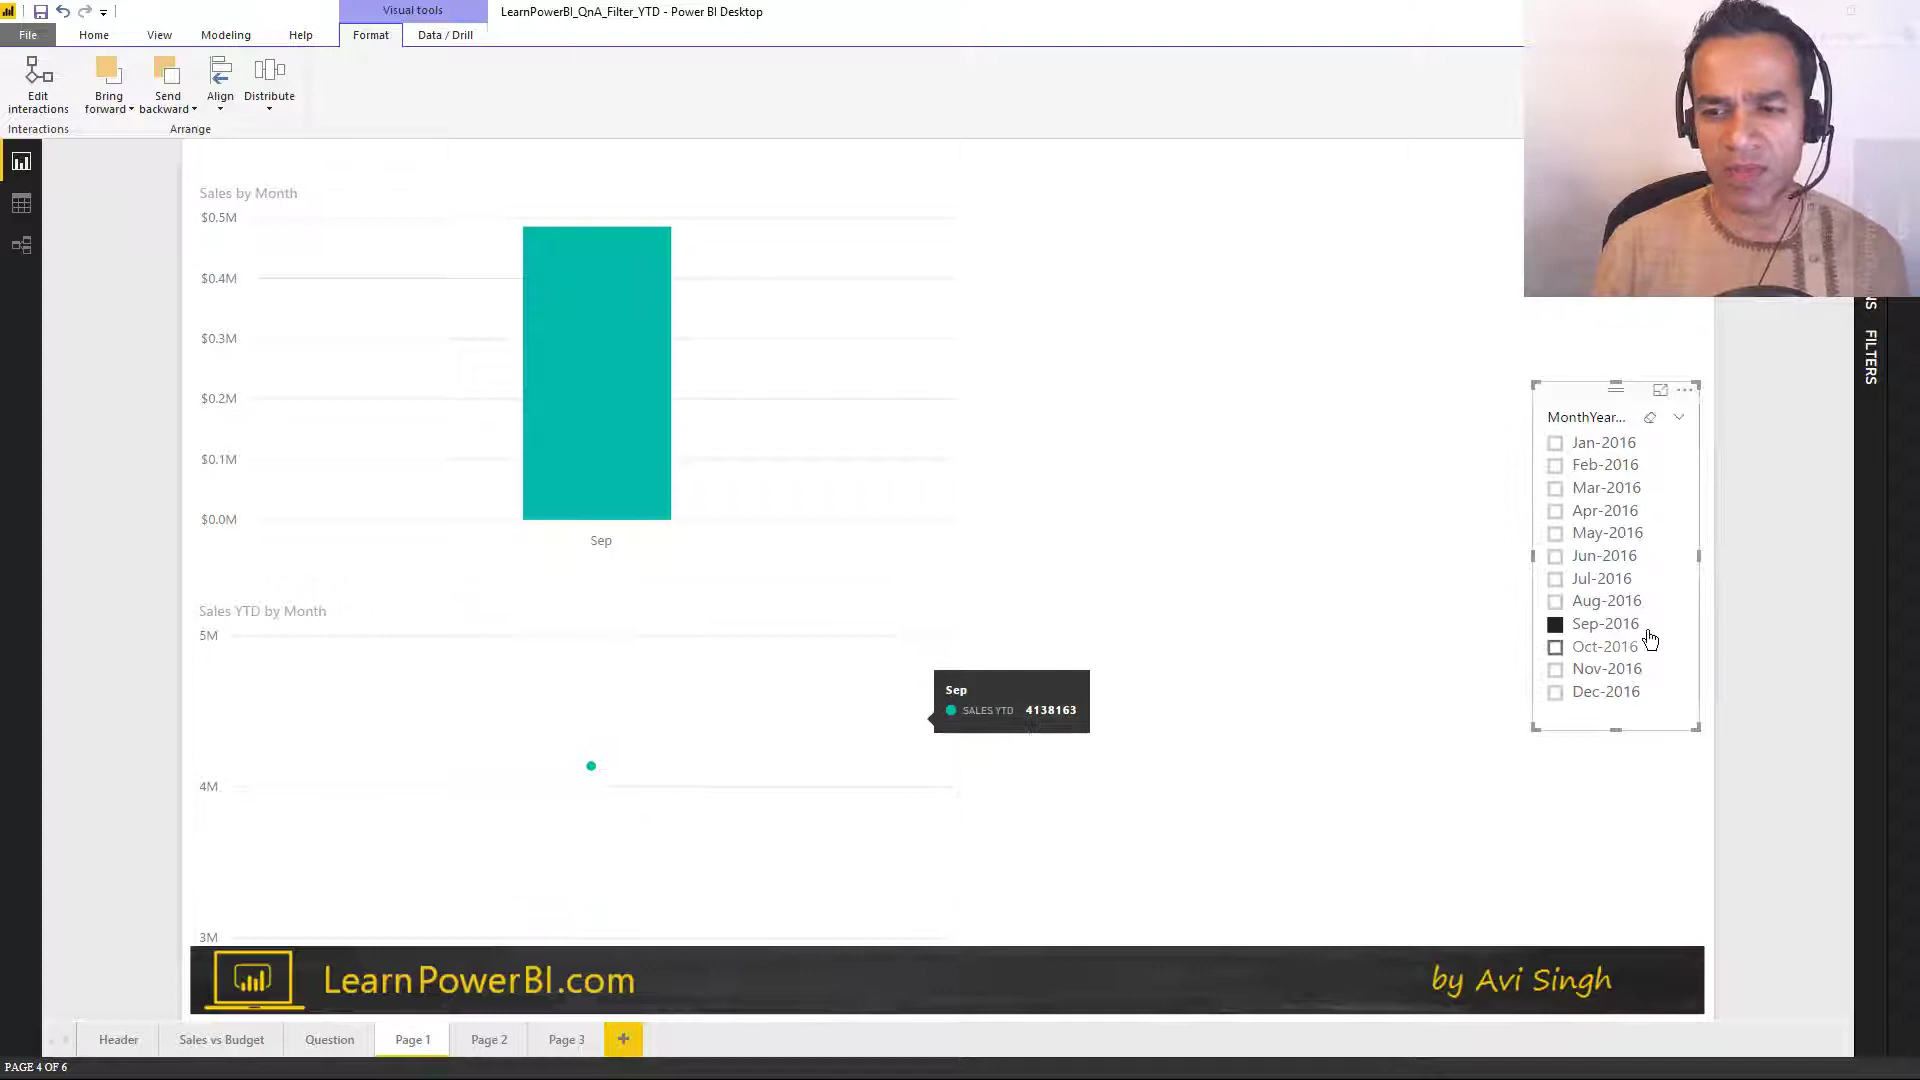 Visual tools
LearnPowerBI_QnA_Filter_YTD - Power BI Desktop
File
Home
View
Modeling
Help
Format
Data / Drill
Edit interactions
Bring forward
Send backward
Align
Distribute
Interactions
Arrange
Sales by Month
$0.5M
$0.4M
$0.3M
$0.2M
$0.1M
$0.0M
Sep
Sales YTD by Month
5M
4M
3M
Sep
SALES YTD 4138163
FILTERS
MonthYear...
Jan-2016
Feb-2016
Mar-2016
Apr-2016
May-2016
Jun-2016
Jul-2016
Aug-2016
Sep-2016
Oct-2016
Nov-2016
Dec-2016
LearnPowerBI.com
by Avi Singh
Header
Sales vs Budget
Question
Page 1
Page 2
Page 3
PAGE 4 OF 6